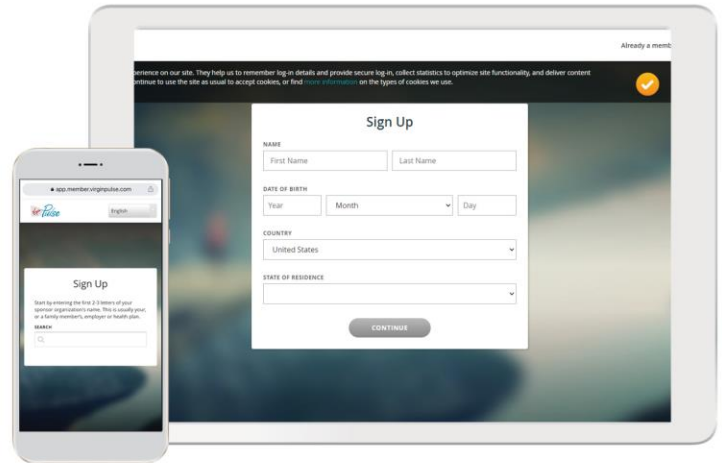 Already a memb
perience on our site. They help us to remember log-in details and provide secure log-in, collect statistics to optimize site functionality, and deliver content
ontinue to use the site as usual to accept cookies, or find more information on the types of cookies we use.
Sign Up
NAME
First Name Last Name
DATE OF BIRTH
Year Month Day
COUNTRY
United States
STATE OF RESIDENCE
CONTINUE
app.member.virginpulse.com
Pulse English
Sign Up
Start by entering the first 2-3 letters of your
sponsor organization's name. This is usually your,
or a family member's, employer or health plan.
SEARCH